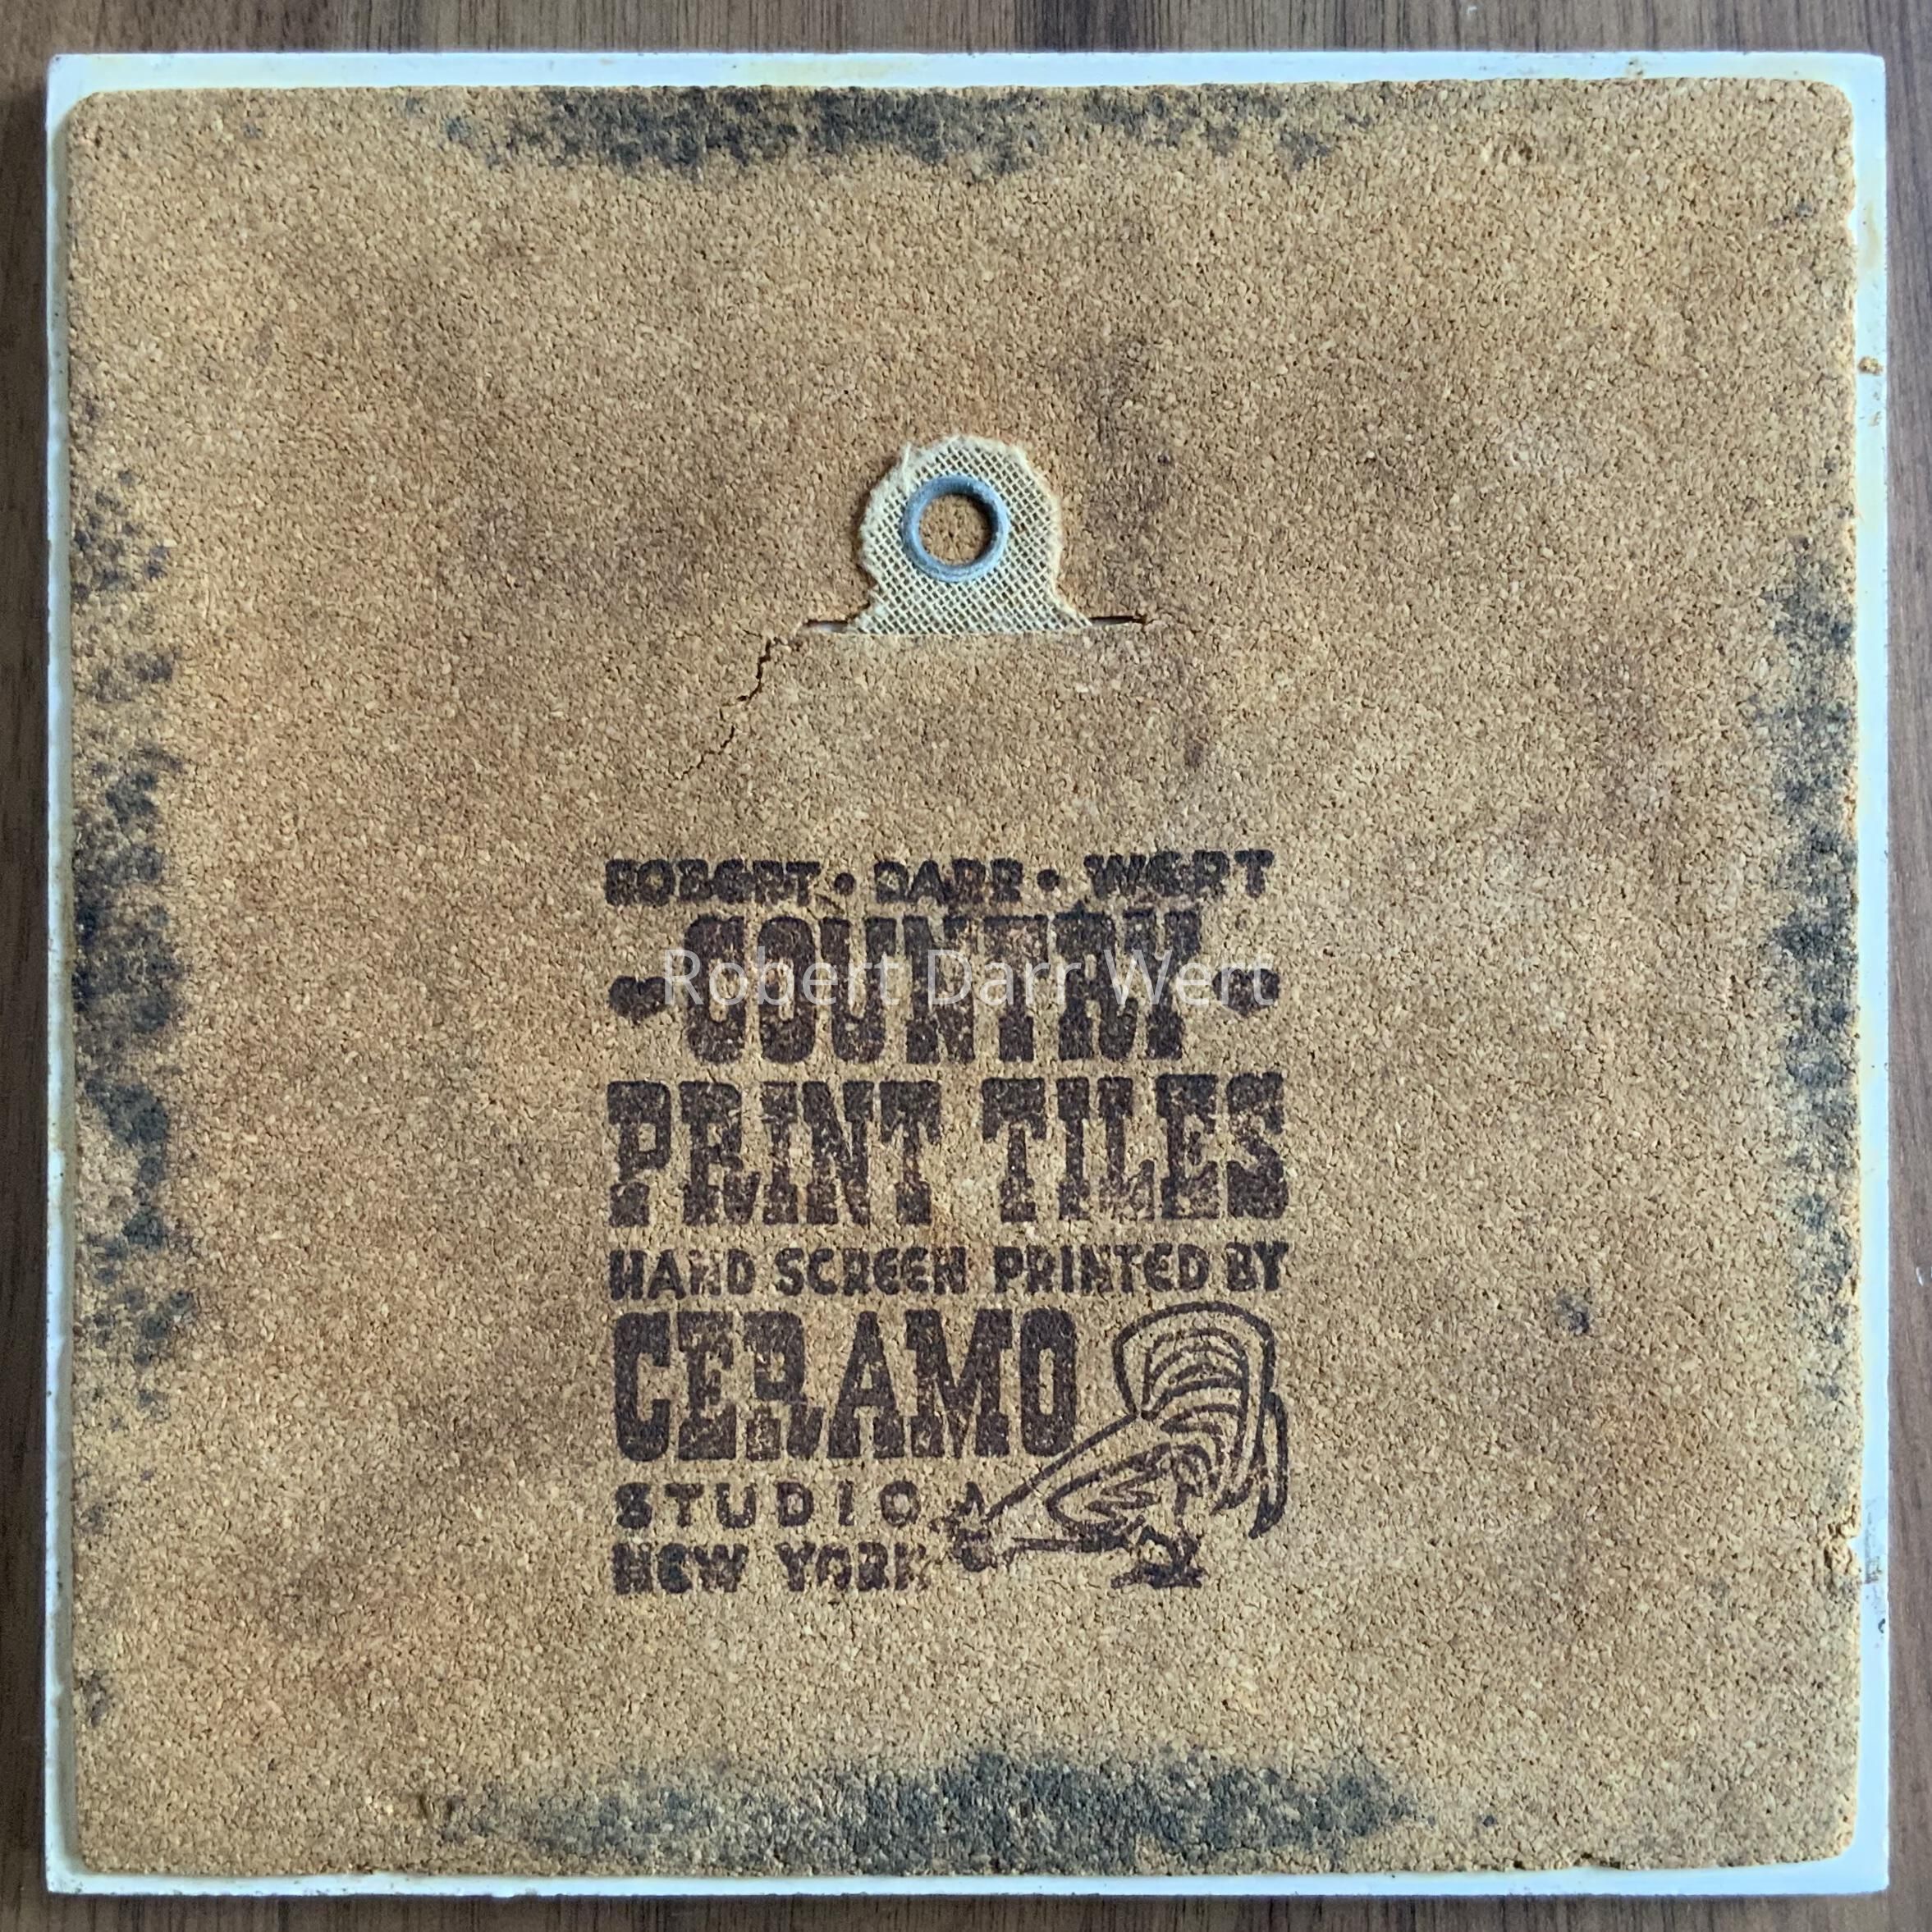 ROBERT • DARR • WERT
♥ COUNTRY ♥
Robert Darr Wert
PRINT TILES
HAND SCREEN PRINTED BY
CERAMO
STUDIO
NEW YORK